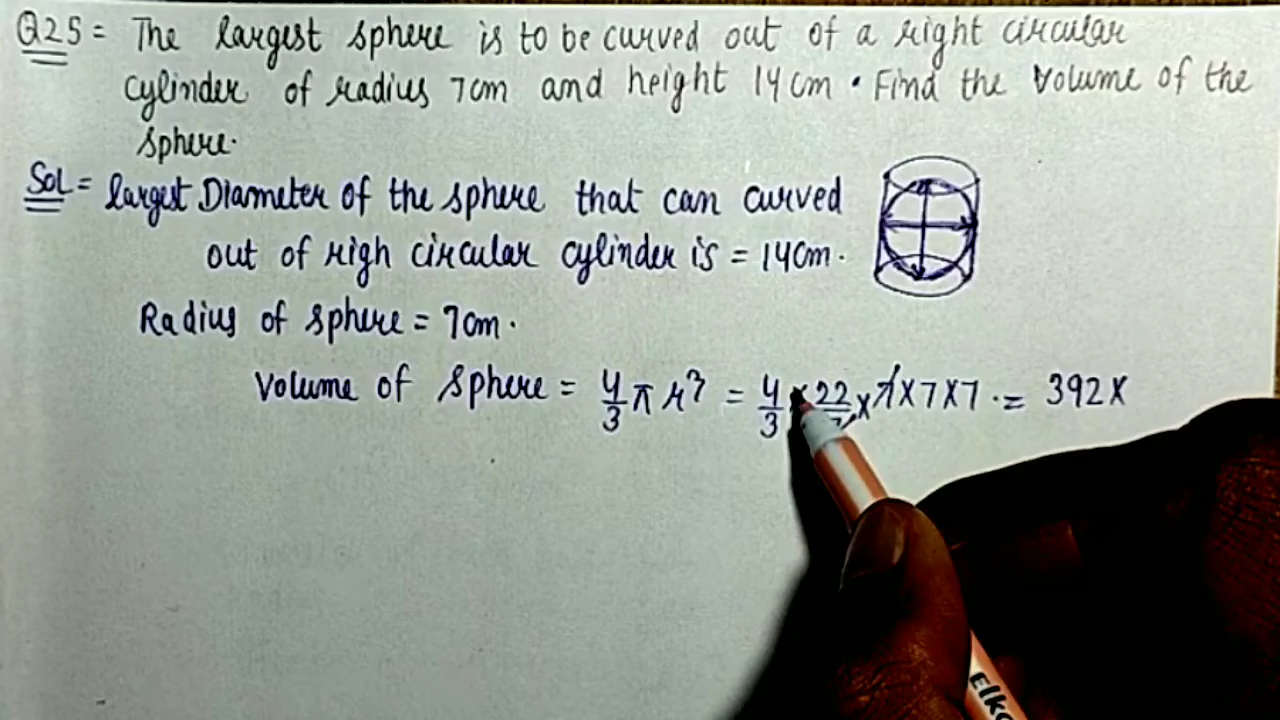 Q25 = The largest sphere is to be curved out of a right circular
cylinder of radius 7cm and height 14cm. Find the volume of the
sphere.
Sol = largest Diameter of the sphere that can curved
out of righ circular cylinder is = 14cm.
Radius of sphere = 7cm.
Volume of sphere = 4/3 π r³ = 4/3 × 22/7 × 7 × 7 × 7 . = 392 ×
Elko